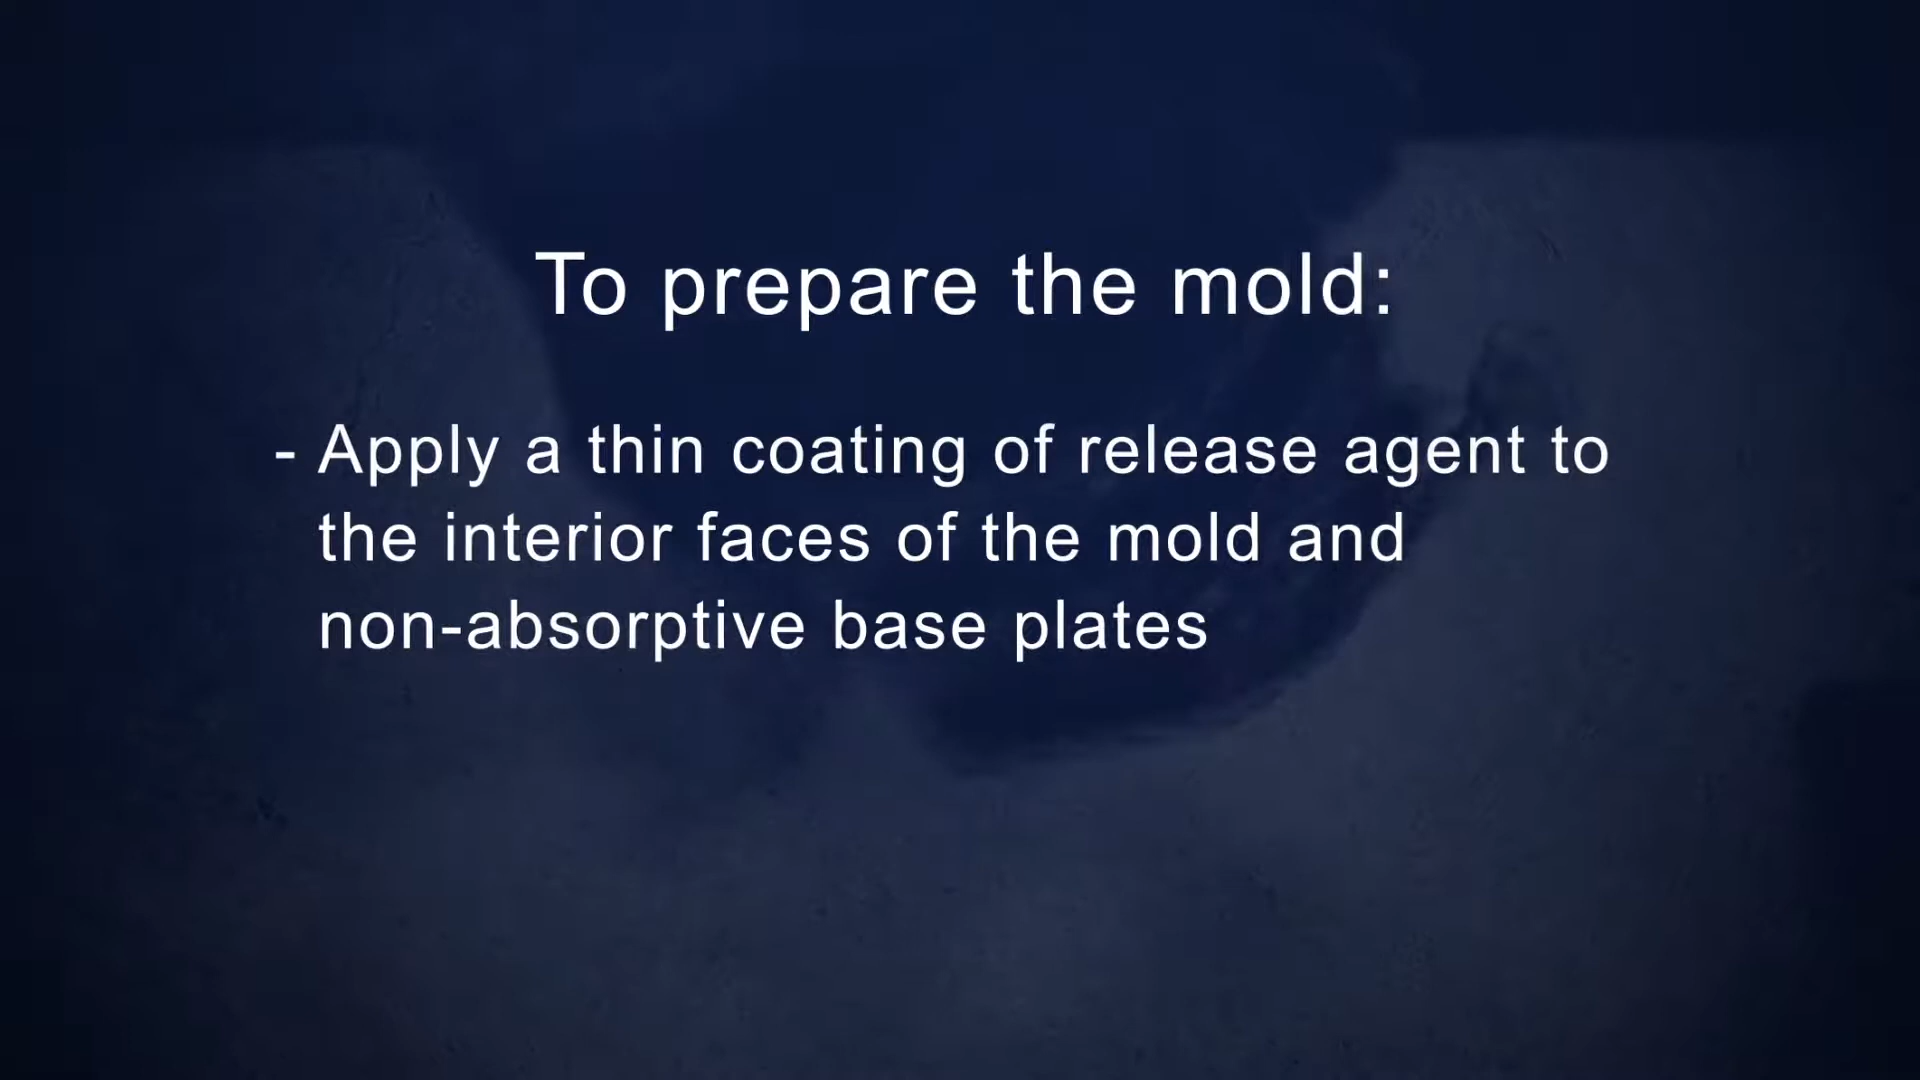 To prepare the mold:
- Apply a thin coating of release agent to
the interior faces of the mold and
non-absorptive base plates